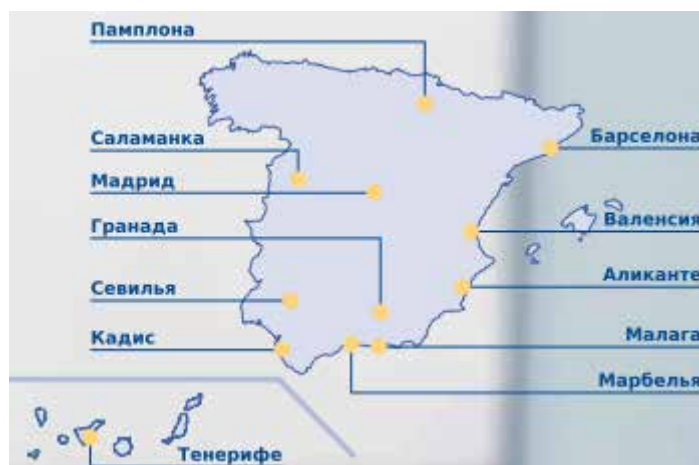 Памплона
Саламанка
Мадрид
Гранада
Севилья
Кадис
Барселона
Валенсия
Аликанте
Малага
Марбелья
Тенерифе